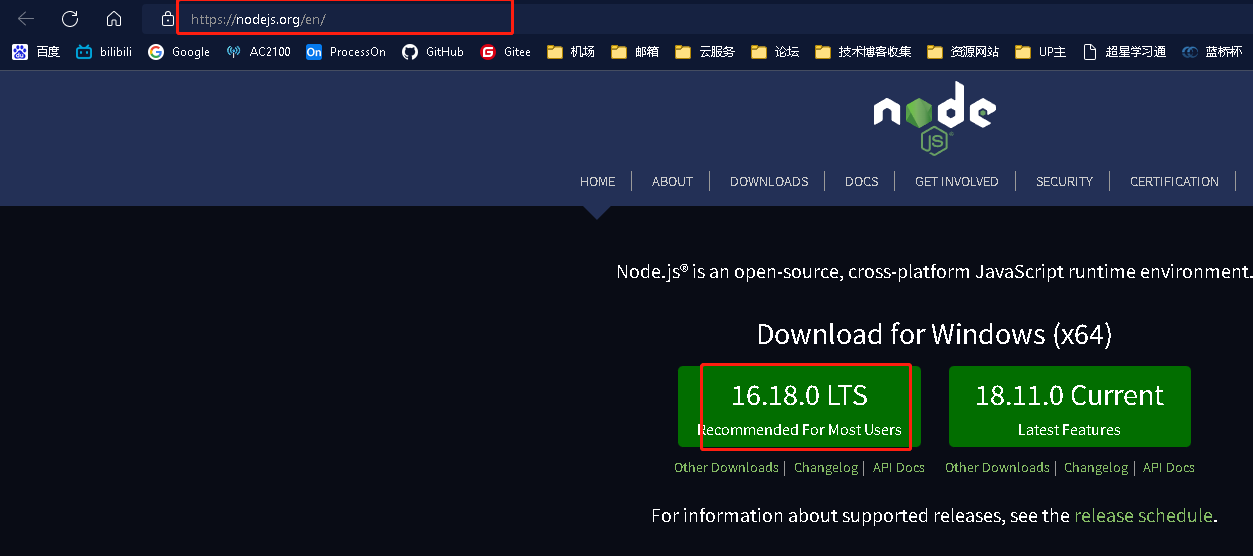 https://nodejs.org/en/
百度 bilibili Google AC2100 On ProcessOn GitHub G Gitee 机场 邮箱 云服务 论坛 技术博客收集 资源网站 UP主 超星学习通 蓝桥杯
node
JS
HOME ABOUT DOWNLOADS DOCS GET INVOLVED SECURITY CERTIFICATION
Node.js® is an open-source, cross-platform JavaScript runtime environment.
Download for Windows (x64)
16.18.0 LTS 18.11.0 Current
Recommended For Most Users Latest Features
Other Downloads | Changelog | API Docs Other Downloads | Changelog | API Docs
For information about supported releases, see the release schedule.